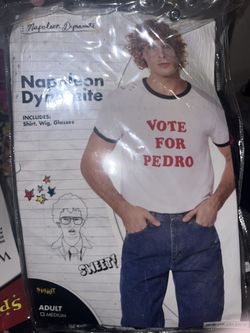 Napoleon Dynamite
Napoleon
Dynamite
INCLUDES:
Shirt, Wig, Glasses
VOTE
FOR
PEDRO
SWEET!
ADULT
MEDIUM